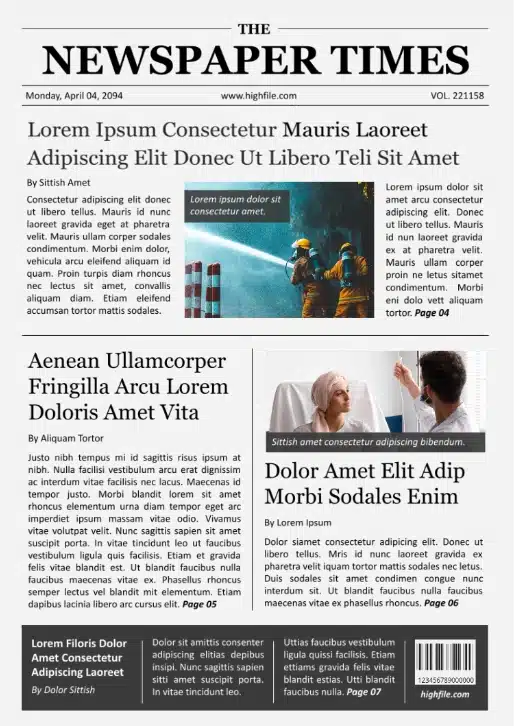 THE
NEWSPAPER TIMES
Monday, April 04, 2094
www.highfile.com
VOL. 221158
Lorem Ipsum Consectetur Mauris Laoreet
Adipiscing Elit Donec Ut Libero Teli Sit Amet
By Sittish Amet
Consectetur adipiscing elit donec
ut libero tellus. Mauris id nunc
laoreet gravida eget at pharetra
velit. Mauris ullam corper sodales
condimentum. Morbi enim dolor,
vehicula arcu eleifend aliquam id
quam. Proin turpis diam rhoncus
nec lectus sit amet, convallis
aliquam diam. Etiam eleifend
accumsan tortor mattis sodales.
Lorem ipsum dolor sit
consectetur amet.
Lorem ipsum dolor sit
amet arcu consectetur
adipiscing elit. Donec
ut libero tellus. Mauris
id nun laoreet gravida
ex at pharetra velit.
Mauris ullam corper
proin ne letus sitamet
condimentum. Morbi
eni dolo vett aliquam
tortor. Page 04
Aenean Ullamcorper
Fringilla Arcu Lorem
Doloris Amet Vita
By Aliquam Tortor
Justo nibh tempus mi id sagittis risus ipsum at
nibh. Nulla facilisi vestibulum arcu erat dignissim
ac interdum vitae facilisis nec lacus. Maecenas id
tempor justo. Morbi blandit lorem sit amet
rhoncus elementum urna diam tempor eget arc
imperdiet ipsum massam vitae odio. Vivamus
vitae volutpat velit. Nunc sagittis sapien sit amet
suscipit porta. In vitae tincidunt leo ut faucibus
vestibulum ligula quis facilisis. Etiam et gravida
felis vitae blandit est. Ut blandit faucibus nulla
faucibus maecenas vitae ex. Phasellus rhoncus
semper lectus vel blandit mit elementum. Etiam
dapibus lacinia libero arc cursus elit. Page 05
Sittish amet consectetur adipiscing bibendum.
Dolor Amet Elit Adip
Morbi Sodales Enim
By Lorem Ipsum
Dolor siamet consectetur adipicing elit. Donec ut
libero tellus. Mris id nunc laoreet gravida ex
pharetra velit iquam tortor mattis sodales nec letus.
Duis sodales sit amet condimen congue nunc
interdum sit. Ut blandit faucibus nulla faucibus
maecenas vitae ex phasellus rhoncus. Page 06
Lorem Filoris Dolor
Amet Consectetur
Adipiscing Laoreet
By Dolor Sittish
Dolor sit amittis consenter
adipiscing elitias depibus
insipi. Nunc sagittis sapien
sitti amet suscipit porta.
In vitae tincidunt leo.
Uttias faucibus vestibulum
ligula quissi facilisis. Etiam
ettiams gravida felis vitae
blandit estias. Utti blandit
faucibus nulla. Page 07
123456789000000
highfile.com